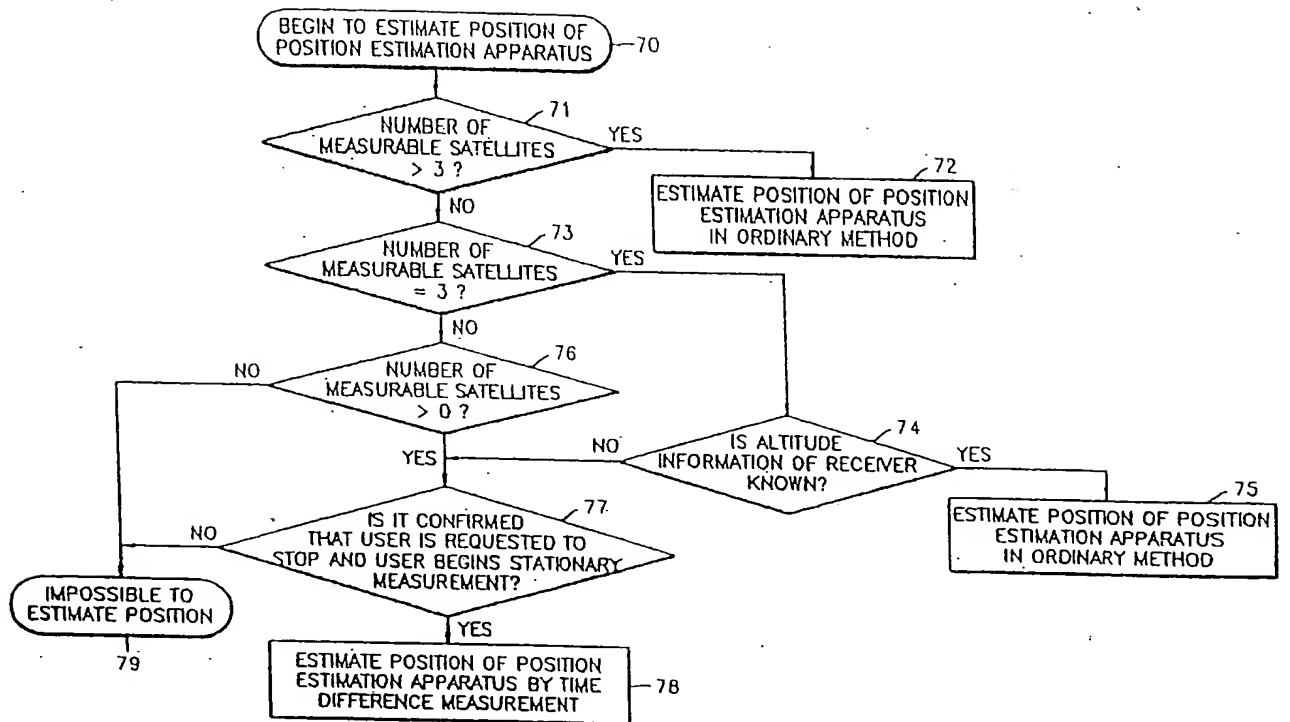 BEGIN TO ESTIMATE POSITION OF
POSITION ESTIMATION APPARATUS
70
71
NUMBER OF
MEASURABLE SATELLITES
> 3 ?
YES
NO
72
ESTIMATE POSITION OF POSITION
ESTIMATION APPARATUS
IN ORDINARY METHOD
73
NUMBER OF
MEASURABLE SATELLITES
= 3 ?
YES
NO
76
NUMBER OF
MEASURABLE SATELLITES
> 0 ?
NO
YES
74
IS ALTITUDE
INFORMATION OF RECEIVER
KNOWN?
NO
YES
75
ESTIMATE POSITION OF POSITION
ESTIMATION APPARATUS
IN ORDINARY METHOD
77
IS IT CONFIRMED
THAT USER IS REQUESTED TO
STOP AND USER BEGINS STATIONARY
MEASUREMENT?
NO
YES
IMPOSSIBLE TO
ESTIMATE POSITION
79
ESTIMATE POSITION OF POSITION
ESTIMATION APPARATUS BY TIME
DIFFERENCE MEASUREMENT
78